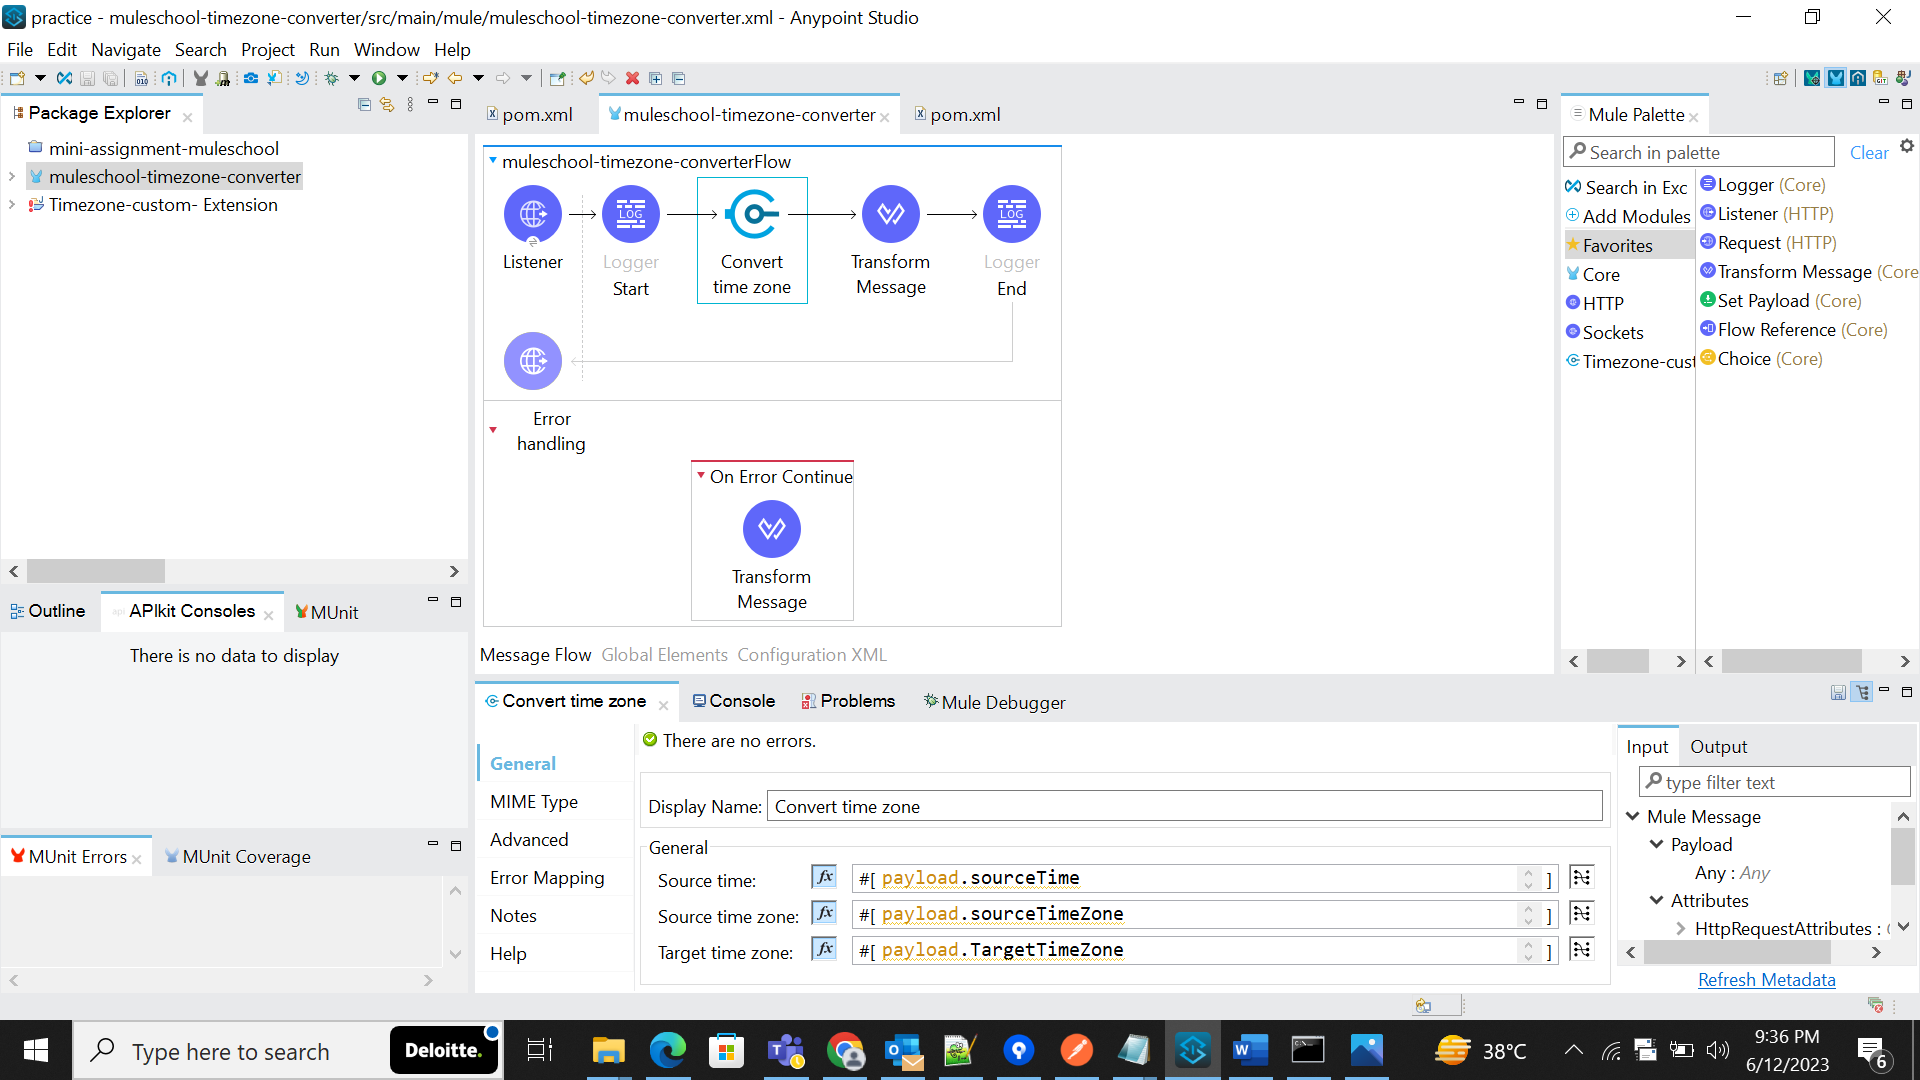 practice - muleschool-timezone-converter/src/main/mule/muleschool-timezone-converter.xml - Anypoint Studio
File Edit Navigate Search Project Run Window Help
Package Explorer
mini-assignment-muleschool
muleschool-timezone-converter
Timezone-custom- Extension
pom.xml
muleschool-timezone-converter
pom.xml
muleschool-timezone-converterFlow
LOG
LOG
Listener
Logger
Start
Convert
time zone
Transform
Message
Logger
End
Error
handling
On Error Continue
Transform
Message
Message Flow Global Elements Configuration XML
Mule Palette
Search in palette
Clear
Search in Exc
Add Modules
Favorites
Core
HTTP
Sockets
Timezone-cust
Logger (Core)
Listener (HTTP)
Request (HTTP)
Transform Message (Core
Set Payload (Core)
Flow Reference (Core)
Choice (Core)
Outline
APIkit Consoles
MUnit
There is no data to display
MUnit Errors
MUnit Coverage
Convert time zone
Console
Problems
Mule Debugger
There are no errors.
General
MIME Type
Advanced
Error Mapping
Notes
Help
Display Name: Convert time zone
General
Source time: fx #[ payload.sourceTime ]
Source time zone: fx #[ payload.sourceTimeZone ]
Target time zone: fx #[ payload.TargetTimeZone ]
Input Output
type filter text
Mule Message
Payload
Any : Any
Attributes
HttpRequestAttributes :
Refresh Metadata
Type here to search
Deloitte.
38°C
9:36 PM
6/12/2023
6